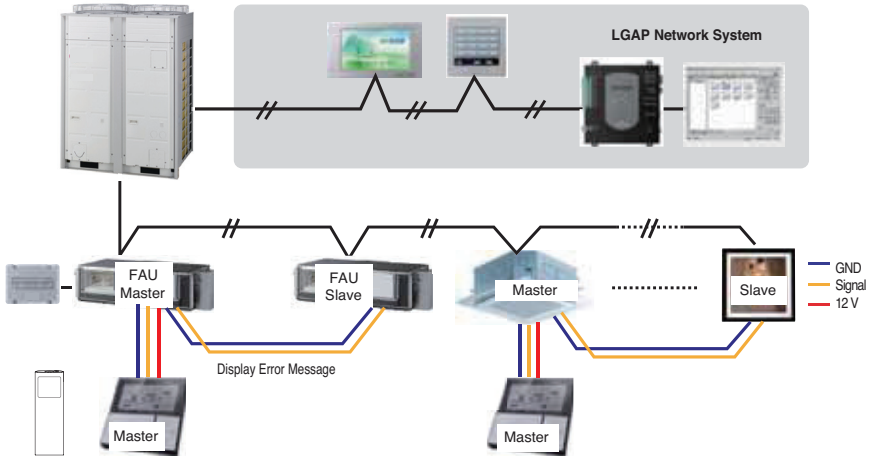 LGAP Network System
FAU
Master
FAU
Slave
Master
Slave
GND
Signal
12 V
Display Error Message
Master
Master